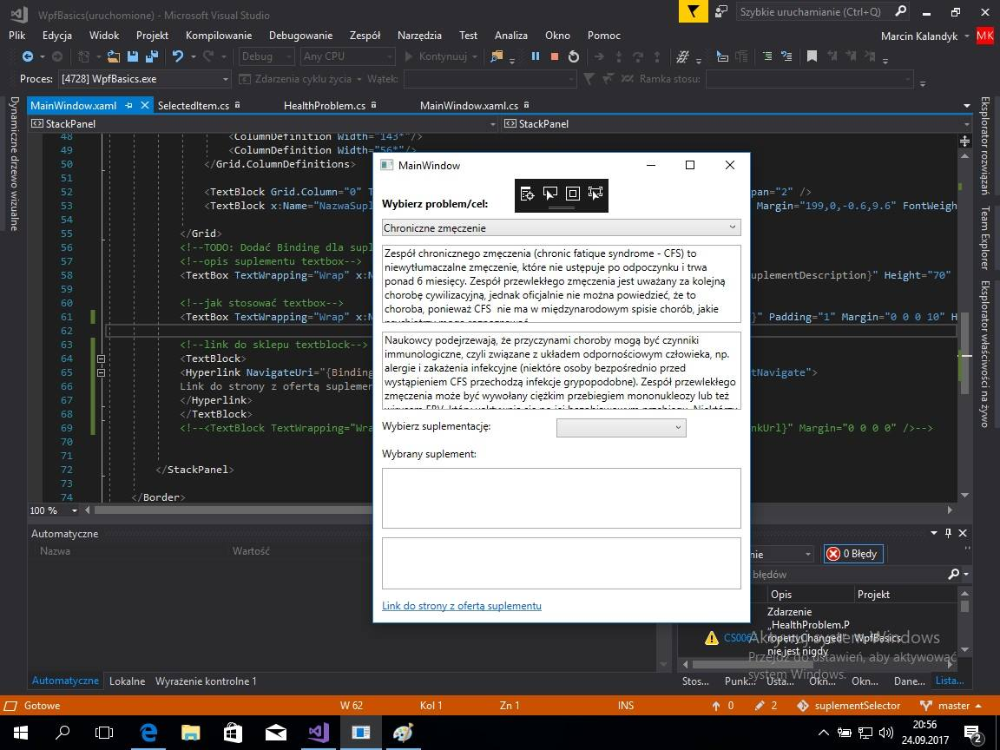 WpfBasics(uruchomione) - Microsoft Visual Studio
Szybkie uruchamianie (Ctrl+Q)
Plik Edycja Widok Projekt Kompilowanie Debugowanie Zespół Narzędzia Test Analiza Okno Pomoc
Marcin Kalandyk MK
Debug Any CPU Kontynuuj
Proces: [4728] WpfBasics.exe Zdarzenia cyklu życia Wątek: Ramka stosu:
MainWindow.xaml SelectedItem.cs HealthProblem.cs MainWindow.xaml.cs
StackPanel StackPanel
Dynamiczne drzewo wizualne
Eksplorator rozwiązań
Team Explorer
Eksplorator właściwości na żywo
48 <ColumnDefinition Width="143*"/>
49 <ColumnDefinition Width="56*"/>
50 </Grid.ColumnDefinitions>
51
52 <TextBlock Grid.Column="0" T pan="2" />
53 <TextBlock x:Name="NazwaSupl Margin="199,0,-0.6,9.6" FontWeigh
54
55 </Grid>
56 <!--TODO: Dodać Binding dla supl
57 <!--opis suplementu textbox-->
58 <TextBox TextWrapping="Wrap" x:N uplementDescription}" Height="70"
59
60 <!--jak stosować textbox-->
61 <TextBox TextWrapping="Wrap" x:N }" Padding="1" Margin="0 0 0 10" H
62
63 <!--link do sklepu textblock-->
64 <TextBlock>
65 <Hyperlink NavigateUri="{Binding tNavigate">
66 Link do strony z ofertą suplemen
67 </Hyperlink>
68 </TextBlock>
69 <!--<TextBlock TextWrapping="Wra nkUrl}" Margin="0 0 0 0" />-->
70
71
72 </StackPanel>
73
74 </Border>
100 %
MainWindow
Wybierz problem/cel:
Chroniczne zmęczenie
Zespół chronicznego zmęczenia (chronic fatique syndrome - CFS) to
niewytłumaczalne zmęczenie, które nie ustępuje po odpoczynku i trwa
ponad 6 miesięcy. Zespół przewlekłego zmęczenia jest uważany za kolejną
chorobę cywilizacyjną, jednak oficjalnie nie można powiedzieć, że to
choroba, ponieważ CFS nie ma w międzynarodowym spisie chorób, jakie
psychiatrzy mogą rozpoznawać.
Naukowcy podejrzewają, że przyczynami choroby mogą być czynniki
immunologiczne, czyli związane z układem odpornościowym człowieka, np.
alergie i zakażenia infekcyjne (niektóre osoby bezpośrednio przed
wystąpieniem CFS przechodzą infekcje grypopodobne). Zespół przewlekłego
zmęczenia może być wywołany ciężkim przebiegiem mononukleozy lub też
Wybierz suplementację:
Wybrany suplement:
Link do strony z ofertą suplementu
Automatyczne
Nazwa Wartość
nie 0 Błędy
błędów
Opis Projekt
Zdarzenie
„HealthProblem.P
CS006 ropertyChanged" WpfBasics
nie jest nigdy
Aktywuj system Windows
Przejdź do ustawień, aby aktywować
system Windows.
Automatyczne Lokalne Wyrażenie kontrolne 1
Stos... Punk... Usta... Okn... Okn... Dane... Lista...
Gotowe W 62 Kol 1 Zn 1 INS 0 2 suplementSelector master
20:56
24.09.2017
2